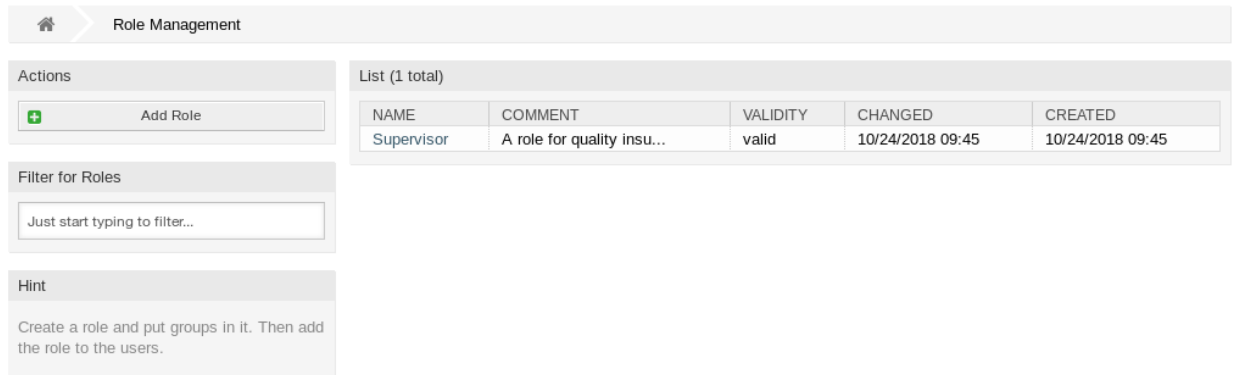 Role Management
Actions
Add Role
Filter for Roles
Just start typing to filter...
Hint
Create a role and put groups in it. Then add
the role to the users.
List (1 total)
NAME COMMENT VALIDITY CHANGED CREATED
Supervisor A role for quality insu... valid 10/24/2018 09:45 10/24/2018 09:45